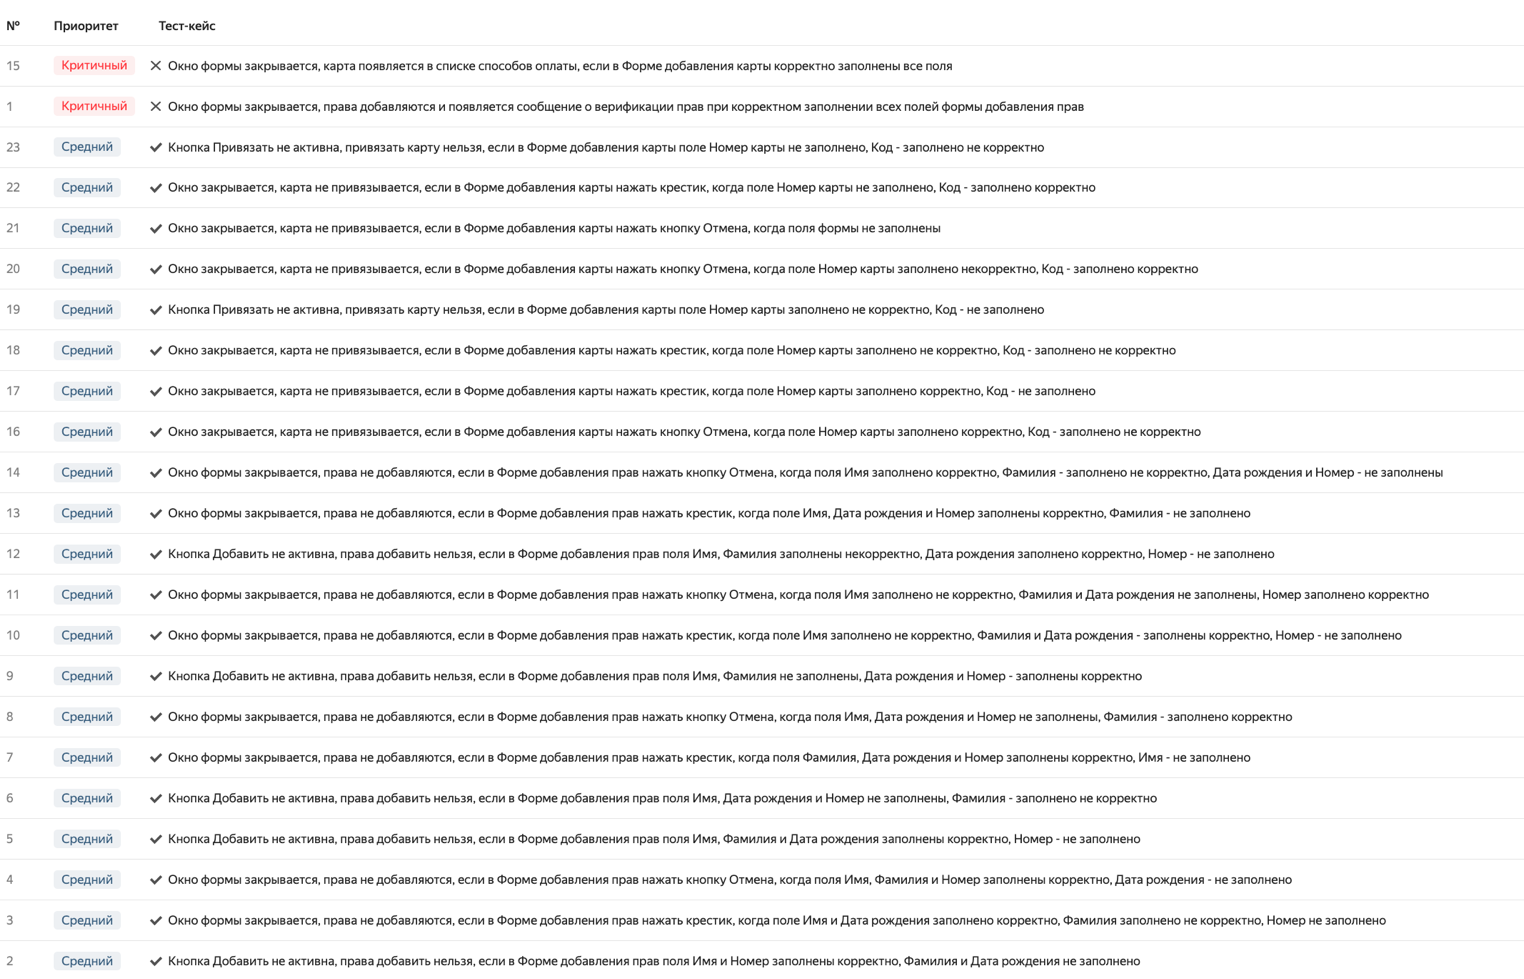 № Приоритет Тест-кейс
15 Критичный Окно формы закрывается, карта появляется в списке способов оплаты, если в Форме добавления карты корректно заполнены все поля
1 Критичный Окно формы закрывается, права добавляются и появляется сообщение о верификации прав при корректном заполнении всех полей формы добавления прав
23 Средний Кнопка Привязать не активна, привязать карту нельзя, если в Форме добавления карты поле Номер карты не заполнено, Код - заполнено не корректно
22 Средний Окно закрывается, карта не привязывается, если в Форме добавления карты нажать крестик, когда поле Номер карты не заполнено, Код - заполнено корректно
21 Средний Окно закрывается, карта не привязывается, если в Форме добавления карты нажать кнопку Отмена, когда поля формы не заполнены
20 Средний Окно закрывается, карта не привязывается, если в Форме добавления карты нажать кнопку Отмена, когда поле Номер карты заполнено некорректно, Код - заполнено корректно
19 Средний Кнопка Привязать не активна, привязать карту нельзя, если в Форме добавления карты поле Номер карты заполнено не корректно, Код - не заполнено
18 Средний Окно закрывается, карта не привязывается, если в Форме добавления карты нажать крестик, когда поле Номер карты заполнено не корректно, Код - заполнено не корректно
17 Средний Окно закрывается, карта не привязывается, если в Форме добавления карты нажать крестик, когда поле Номер карты заполнено корректно, Код - не заполнено
16 Средний Окно закрывается, карта не привязывается, если в Форме добавления карты нажать кнопку Отмена, когда поле Номер карты заполнено корректно, Код - заполнено не корректно
14 Средний Окно формы закрывается, права не добавляются, если в Форме добавления прав нажать кнопку Отмена, когда поля Имя заполнено корректно, Фамилия - заполнено не корректно, Дата рождения и Номер - не заполнены
13 Средний Окно формы закрывается, права не добавляются, если в Форме добавления прав нажать крестик, когда поле Имя, Дата рождения и Номер заполнены корректно, Фамилия - не заполнено
12 Средний Кнопка Добавить не активна, права добавить нельзя, если в Форме добавления прав поля Имя, Фамилия заполнены некорректно, Дата рождения заполнено корректно, Номер - не заполнено
11 Средний Окно формы закрывается, права не добавляются, если в Форме добавления прав нажать кнопку Отмена, когда поля Имя заполнено не корректно, Фамилия и Дата рождения не заполнены, Номер заполнено корректно
10 Средний Окно формы закрывается, права не добавляются, если в Форме добавления прав нажать крестик, когда поле Имя заполнено не корректно, Фамилия и Дата рождения - заполнены корректно, Номер - не заполнено
9 Средний Кнопка Добавить не активна, права добавить нельзя, если в Форме добавления прав поля Имя, Фамилия не заполнены, Дата рождения и Номер - заполнены корректно
8 Средний Окно формы закрывается, права не добавляются, если в Форме добавления прав нажать кнопку Отмена, когда поля Имя, Дата рождения и Номер не заполнены, Фамилия - заполнено корректно
7 Средний Окно формы закрывается, права не добавляются, если в Форме добавления прав нажать крестик, когда поля Фамилия, Дата рождения и Номер заполнены корректно, Имя - не заполнено
6 Средний Кнопка Добавить не активна, права добавить нельзя, если в Форме добавления прав поля Имя, Дата рождения и Номер не заполнены, Фамилия - заполнено не корректно
5 Средний Кнопка Добавить не активна, права добавить нельзя, если в Форме добавления прав поля Имя, Фамилия и Дата рождения заполнены корректно, Номер - не заполнено
4 Средний Окно формы закрывается, права не добавляются, если в Форме добавления прав нажать кнопку Отмена, когда поля Имя, Фамилия и Номер заполнены корректно, Дата рождения - не заполнено
3 Средний Окно формы закрывается, права не добавляются, если в Форме добавления прав нажать крестик, когда поле Имя и Дата рождения заполнено корректно, Фамилия заполнено не корректно, Номер не заполнено
2 Средний Кнопка Добавить не активна, права добавить нельзя, если в Форме добавления прав поля Имя и Номер заполнены корректно, Фамилия и Дата рождения не заполнены